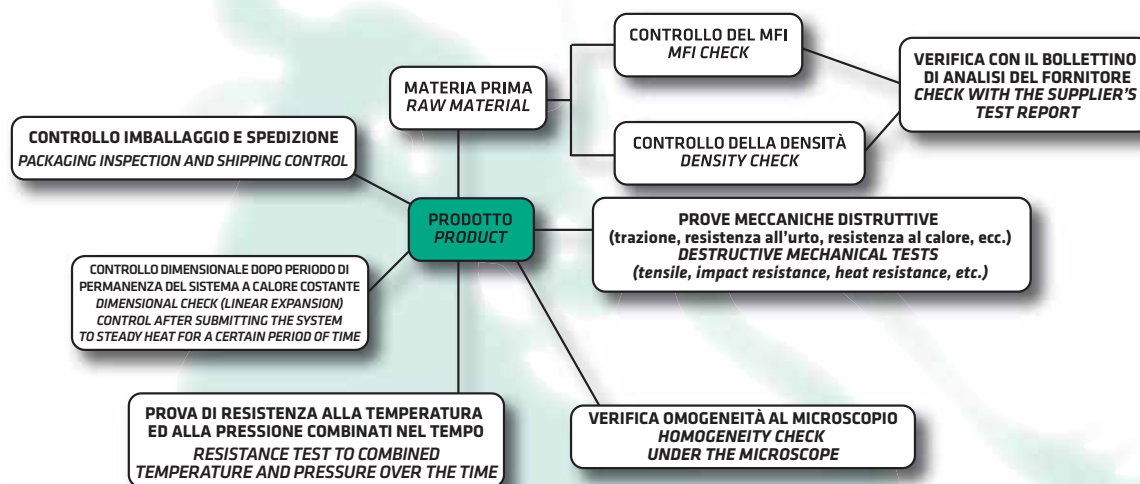 CONTROLLO DEL MFI
MFI CHECK
VERIFICA CON IL BOLLETTINO
DI ANALISI DEL FORNITORE
CHECK WITH THE SUPPLIER'S
TEST REPORT
MATERIA PRIMA
RAW MATERIAL
CONTROLLO DELLA DENSITÀ
DENSITY CHECK
CONTROLLO IMBALLAGGIO E SPEDIZIONE
PACKAGING INSPECTION AND SHIPPING CONTROL
PRODOTTO
PRODUCT
PROVE MECCANICHE DISTRUTTIVE
(trazione, resistenza all'urto, resistenza al calore, ecc.)
DESTRUCTIVE MECHANICAL TESTS
(tensile, impact resistance, heat resistance, etc.)
CONTROLLO DIMENSIONALE DOPO PERIODO DI
PERMANENZA DEL SISTEMA A CALORE COSTANTE
DIMENSIONAL CHECK (LINEAR EXPANSION)
CONTROL AFTER SUBMITTING THE SYSTEM
TO STEADY HEAT FOR A CERTAIN PERIOD OF TIME
PROVA DI RESISTENZA ALLA TEMPERATURA
ED ALLA PRESSIONE COMBINATI NEL TEMPO
RESISTANCE TEST TO COMBINED
TEMPERATURE AND PRESSURE OVER THE TIME
VERIFICA OMOGENEITÀ AL MICROSCOPIO
HOMOGENEITY CHECK
UNDER THE MICROSCOPE